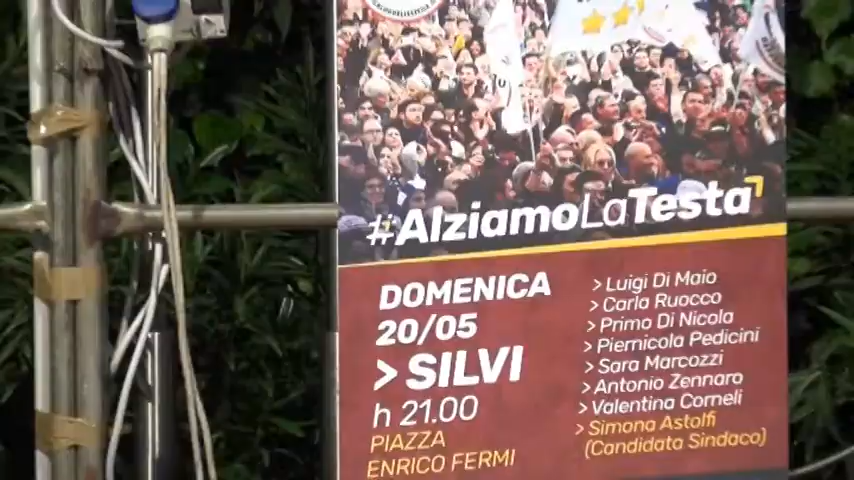 #AlziamoLaTesta
DOMENICA
20/05
> SILVI
h 21.00
PIAZZA
ENRICO FERMI
> Luigi Di Maio
> Carla Ruocco
> Primo Di Nicola
> Piernicola Pedicini
> Sara Marcozzi
> Antonio Zennaro
> Valentina Corneli
> Simona Astolfi
(Candidata Sindaco)